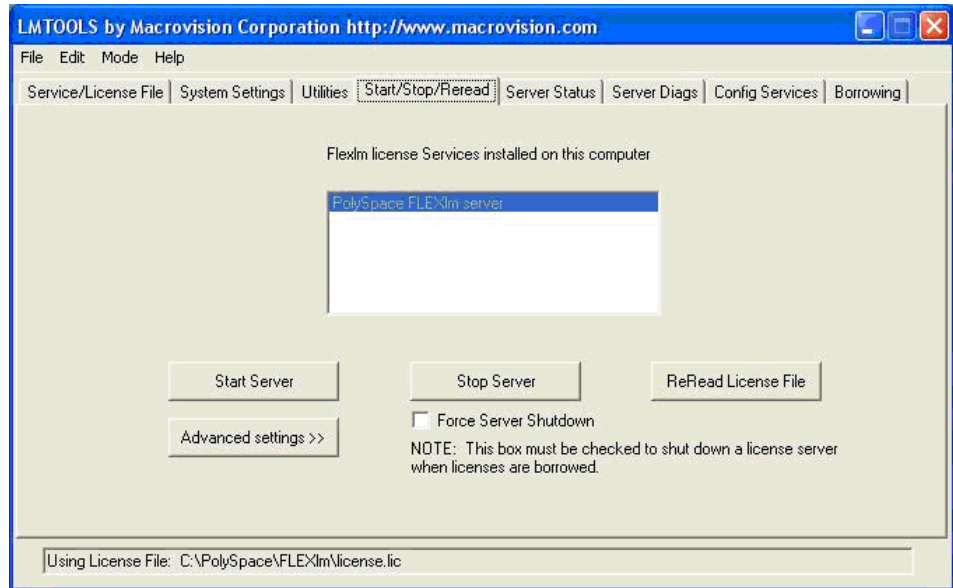 LMTOOLS by Macrovision Corporation http://www.macrovision.com
File Edit Mode Help
Service/License File System Settings Utilities Start/Stop/Reread Server Status Server Diags Config Services Borrowing
Flexlm license Services installed on this computer
PolySpace FLEXlm server
Start Server Stop Server ReRead License File
Force Server Shutdown
Advanced settings >>
NOTE: This box must be checked to shut down a license server
when licenses are borrowed.
Using License File: C:\PolySpace\FLEXlm\license.lic